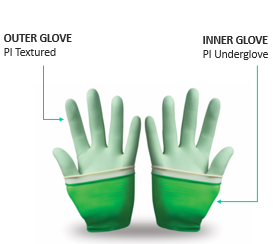 OUTER GLOVE
PI Textured
INNER GLOVE
PI Underglove